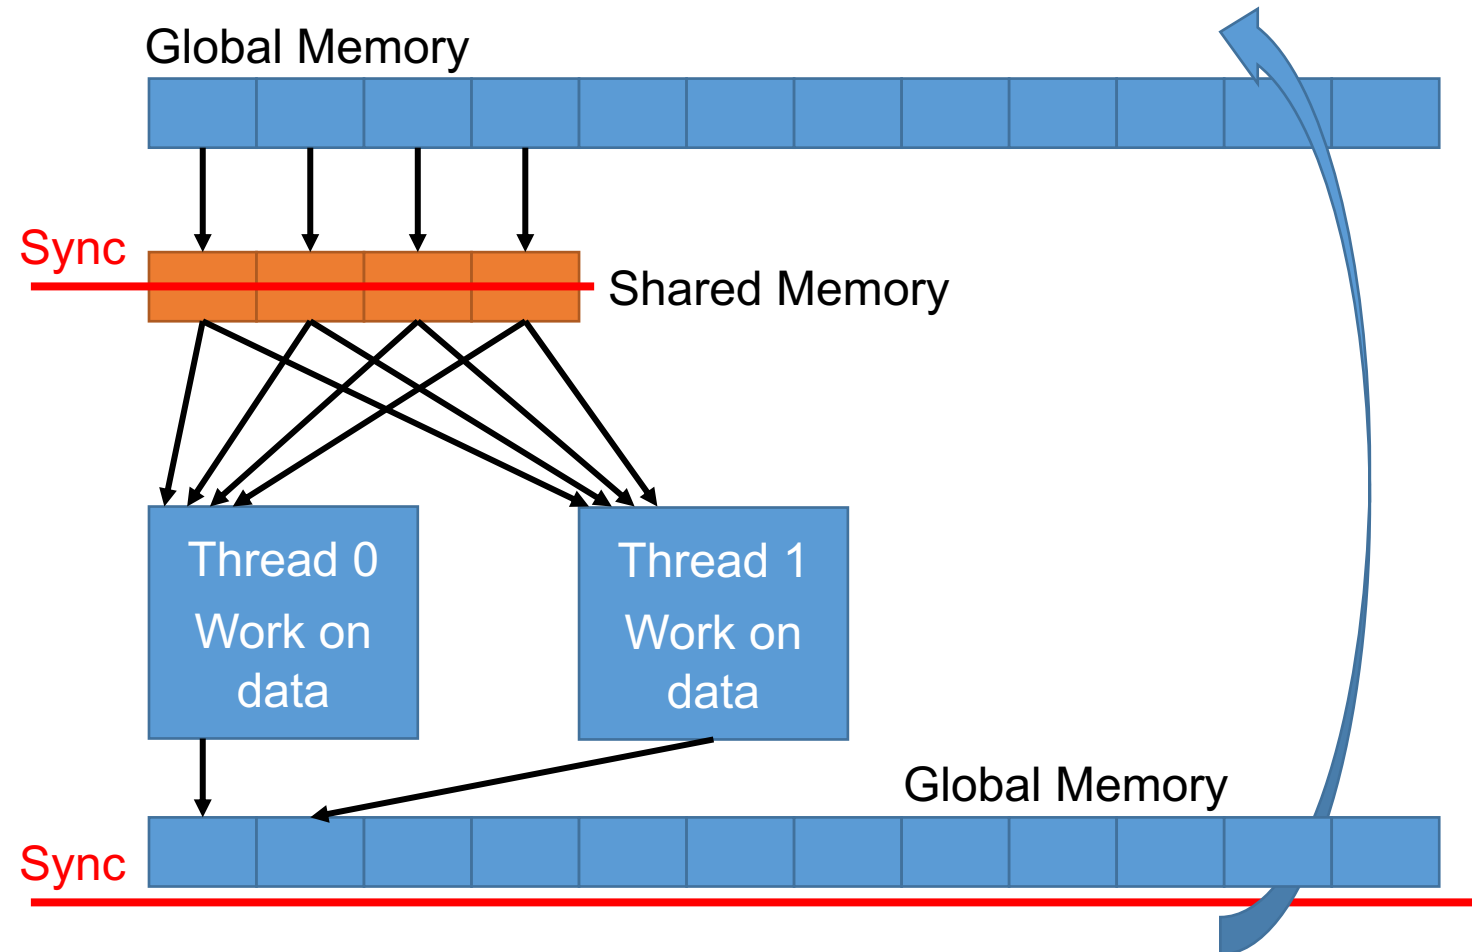 Global Memory
Sync
Shared Memory
Thread 0
Work on
data
Thread 1
Work on
data
Global Memory
Sync